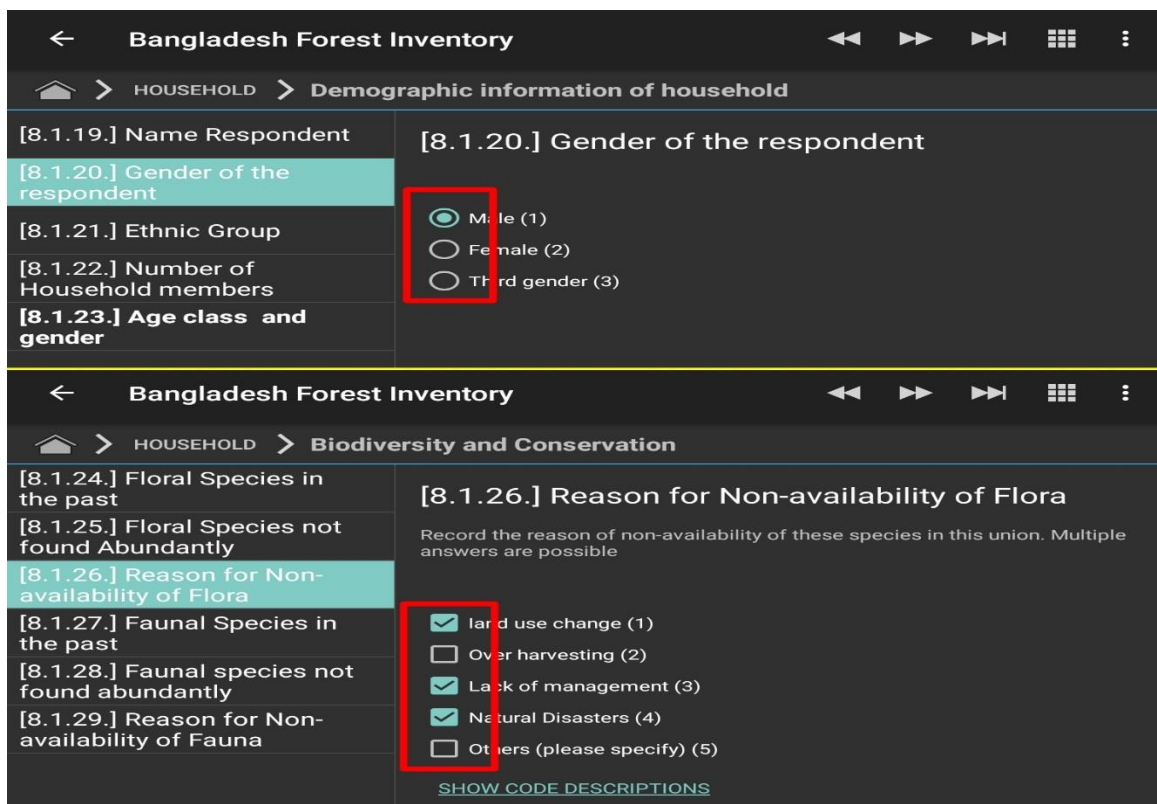 Bangladesh Forest Inventory
HOUSEHOLD > Demographic information of household
[8.1.19.] Name Respondent
[8.1.20.] Gender of the
respondent
[8.1.21.] Ethnic Group
[8.1.22.] Number of
Household members
[8.1.23.] Age class and
gender
[8.1.20.] Gender of the respondent
Male (1)
Female (2)
Third gender (3)
Bangladesh Forest Inventory
HOUSEHOLD > Biodiversity and Conservation
[8.1.24.] Floral Species in
the past
[8.1.25.] Floral Species not
found Abundantly
[8.1.26.] Reason for Non-
availability of Flora
[8.1.27.] Faunal Species in
the past
[8.1.28.] Faunal species not
found abundantly
[8.1.29.] Reason for Non-
availability of Fauna
[8.1.26.] Reason for Non-availability of Flora
Record the reason of non-availability of these species in this union. Multiple
answers are possible
land use change (1)
Over harvesting (2)
Lack of management (3)
Natural Disasters (4)
Others (please specify) (5)
SHOW CODE DESCRIPTIONS